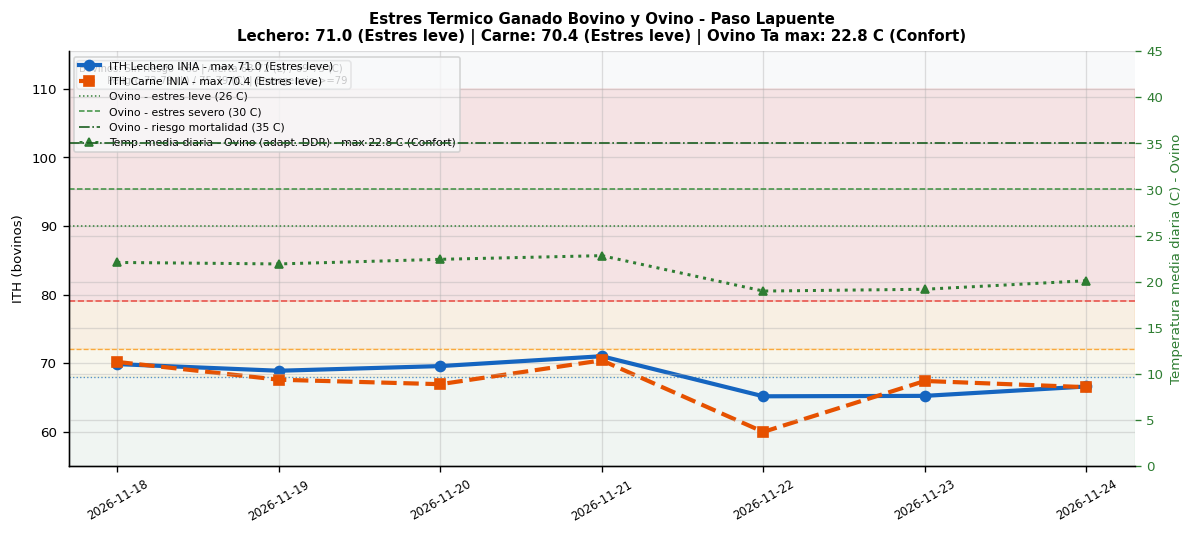 Estres Termico Ganado Bovino y Ovino - Paso Lapuente
Lechero: 71.0 (Estres leve) | Carne: 70.4 (Estres leve) | Ovino Ta max: 22.8 C (Confort)
ITH Lechero INIA - max 71.0 (Estres leve)
ITH Carne INIA - max 70.4 (Estres leve)
Ovino - estres leve (26 C)
Ovino - estres severo (30 C)
Ovino - riesgo mortalidad (35 C)
Temp. media diaria - Ovino (adapt. DDR) - max 22.8 C (Confort)
ITH (bovinos)
110
100
90
80
70
60
45
40
35
30
25
20
15
10
5
0
Temperatura media diaria (C) - Ovino
2026-11-18
2026-11-19
2026-11-20
2026-11-21
2026-11-22
2026-11-23
2026-11-24